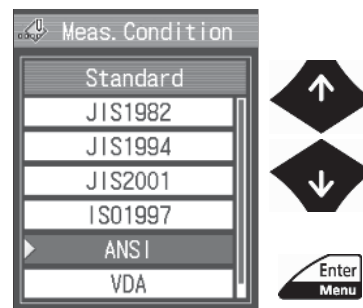 Meas.Condition
Standard
JIS1982
JIS1994
JIS2001
ISO1997
ANSI
VDA
Enter
Menu